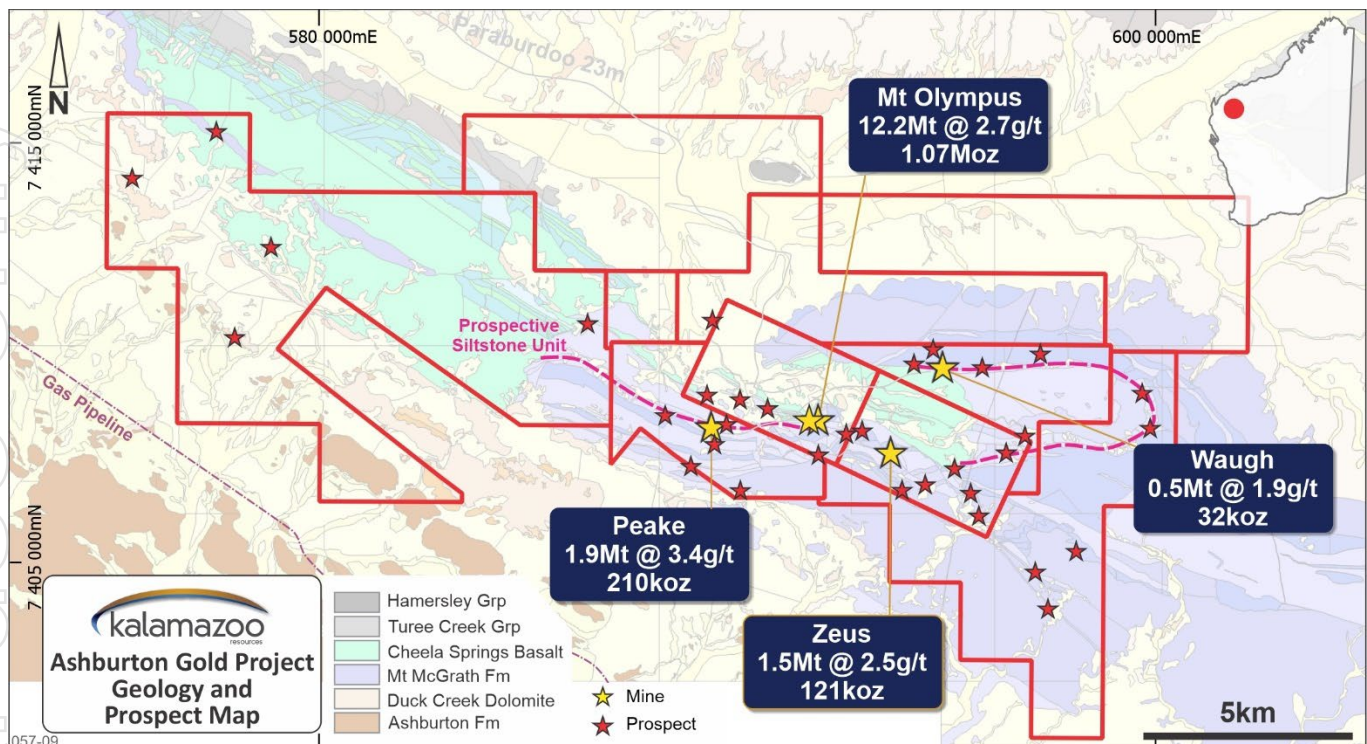 580 000mE
600 000mE
7 415 000mN
7 405 000mN
N
Paraburdoo 23m
Mt Olympus
12.2Mt @ 2.7g/t
1.07Moz
Prospective
Siltstone Unit
Gas Pipeline
Waugh
0.5Mt @ 1.9g/t
32koz
Peake
1.9Mt @ 3.4g/t
210koz
Zeus
1.5Mt @ 2.5g/t
121koz
kalamazoo
resources
Ashburton Gold Project
Geology and
Prospect Map
Hamersley Grp
Turee Creek Grp
Cheela Springs Basalt
Mt McGrath Fm
Duck Creek Dolomite
Ashburton Fm
Mine
Prospect
5km
057-09